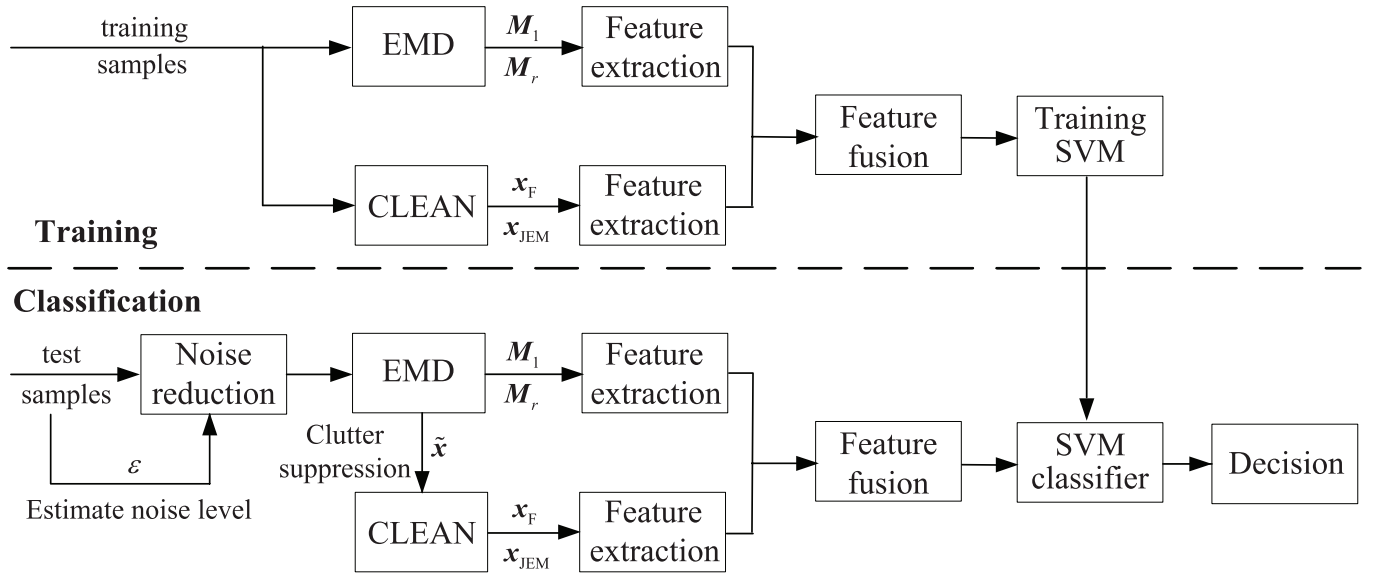 training
samples
EMD
M1
Mr
Feature
extraction
CLEAN
xF
xJEM
Feature
extraction
Feature
fusion
Training
SVM
Training
Classification
test
samples
Noise
reduction
ε
Estimate noise level
EMD
M1
Mr
Feature
extraction
Clutter
suppression
x̃
CLEAN
xF
xJEM
Feature
extraction
Feature
fusion
SVM
classifier
Decision